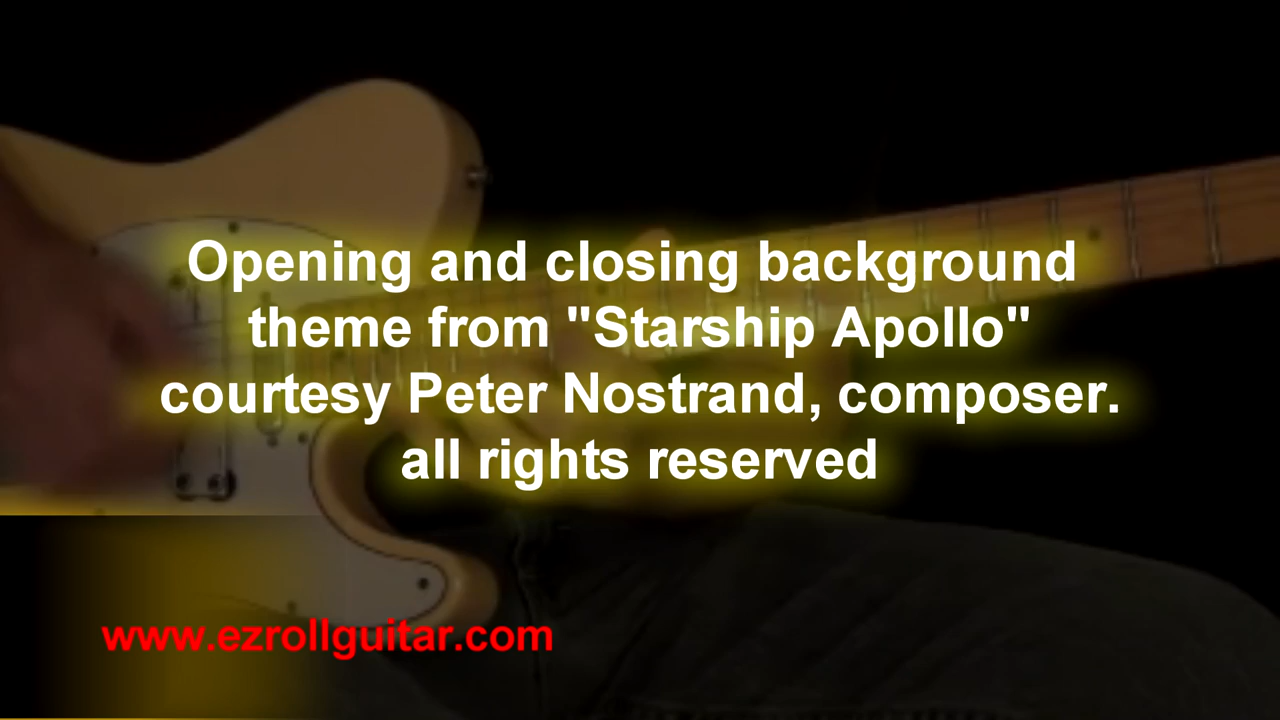 Opening and closing background
theme from "Starship Apollo"
courtesy Peter Nostrand, composer.
all rights reserved
www.ezrollguitar.com